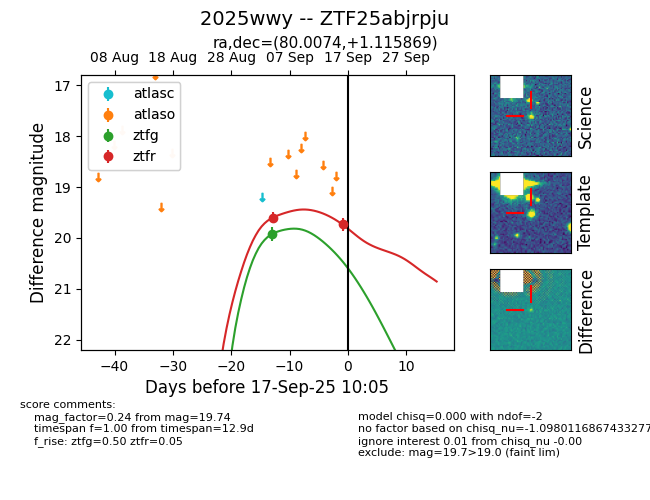 2025wwy -- ZTF25abjrpju
ra,dec=(80.0074,+1.115869)
08 Aug 18 Aug 28 Aug 07 Sep 17 Sep 27 Sep
atlasc
atlaso
ztfg
ztfr
17
18
19
20
21
22
Difference magnitude
−40 −30 −20 −10 0 10
Days before 17-Sep-25 10:05
Science
Template
Difference
score comments:
mag_factor=0.24 from mag=19.74
timespan f=1.00 from timespan=12.9d
f_rise: ztfg=0.50 ztfr=0.05
model chisq=0.000 with ndof=-2
no factor based on chisq_nu=-1.0980116867433277
ignore interest 0.01 from chisq_nu -0.00
exclude: mag=19.7>19.0 (faint lim)